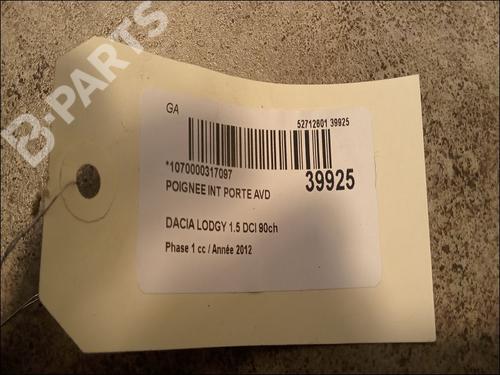 B-PARTS
GA
52712601 39925
*1070000317097
39925
POIGNEE INT PORTE AVD
DACIA LODGY 1.5 DCI 90ch
Phase 1 cc / Année 2012